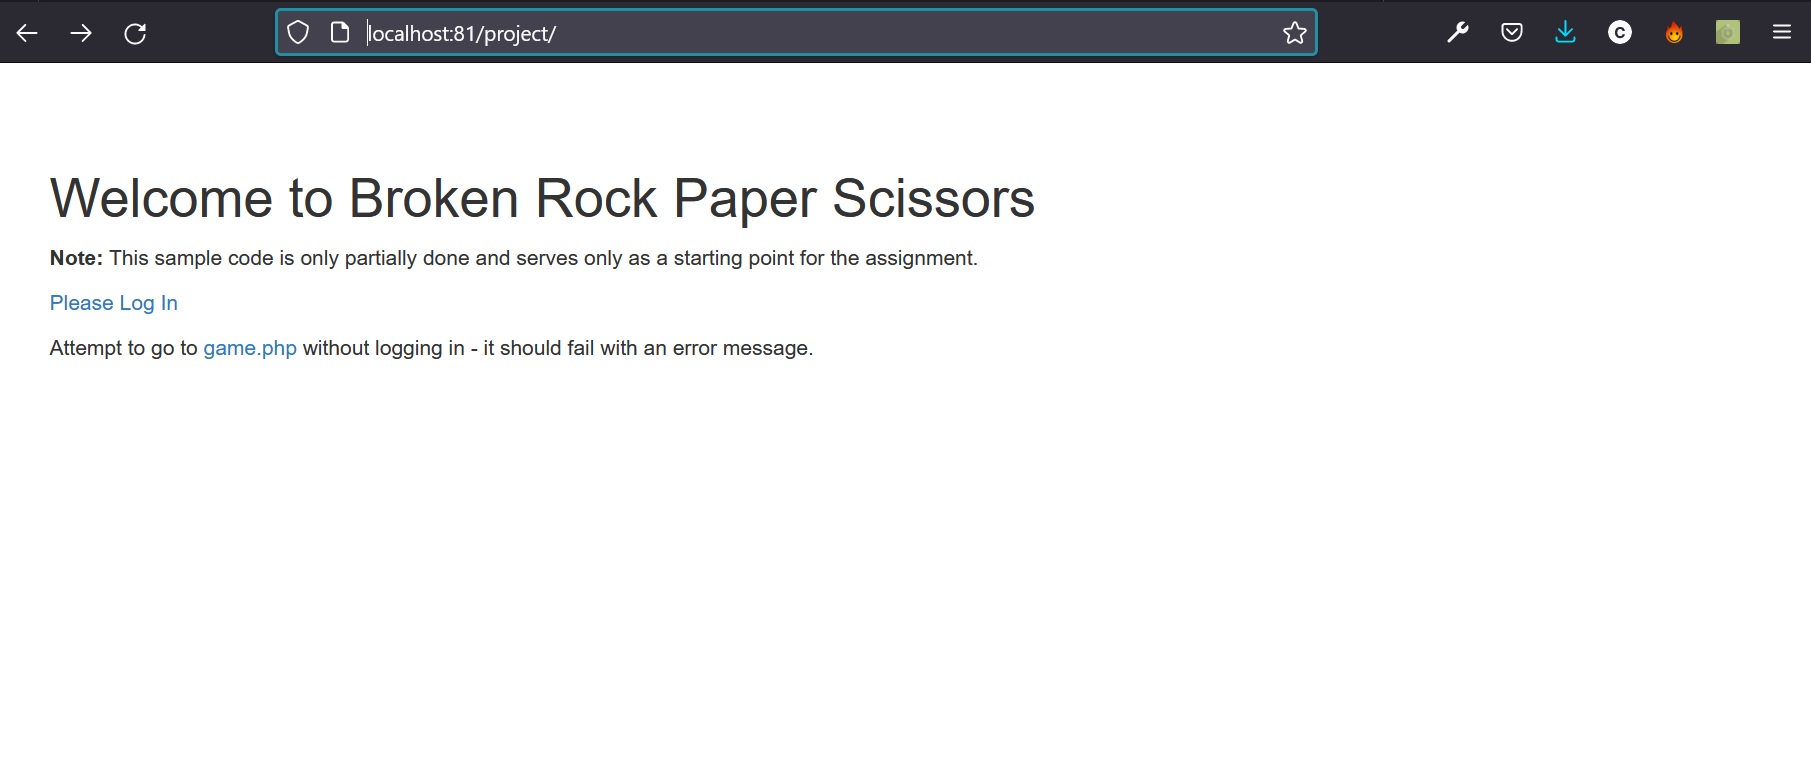 localhost:81/project/
Welcome to Broken Rock Paper Scissors
Note: This sample code is only partially done and serves only as a starting point for the assignment.
Please Log In
Attempt to go to game.php without logging in - it should fail with an error message.